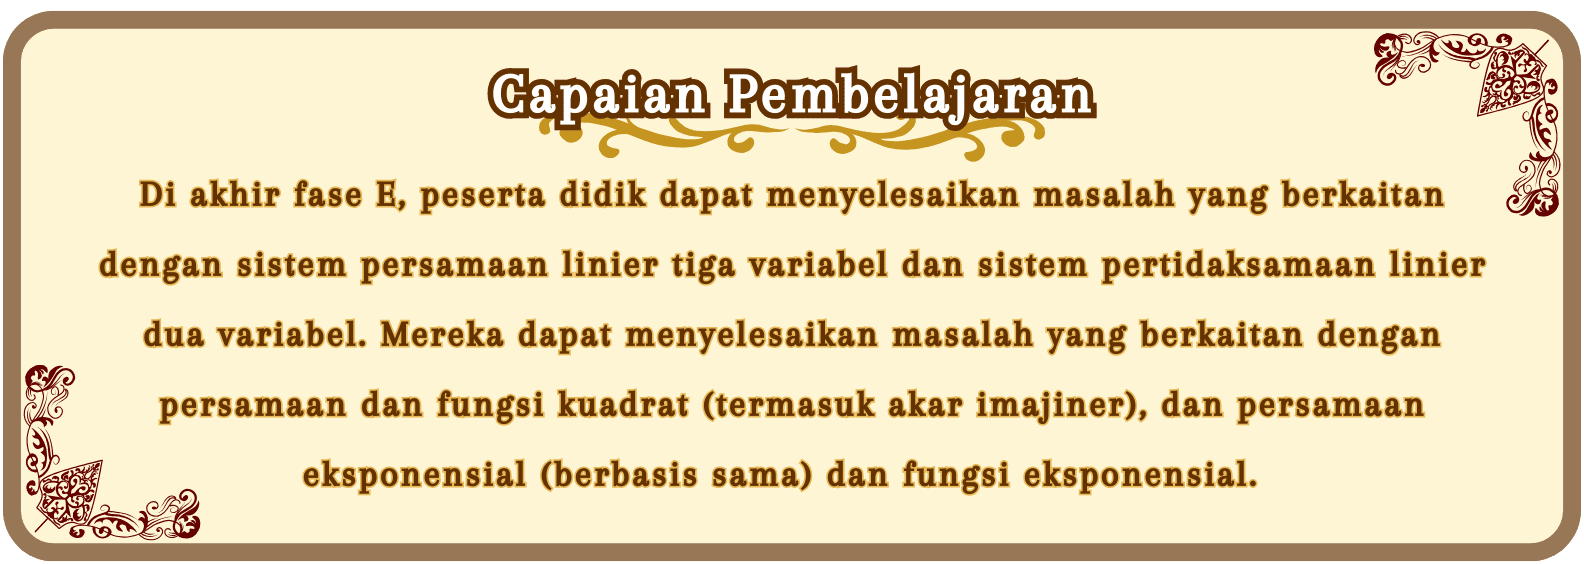 Capaian Pembelajaran
Di akhir fase E, peserta didik dapat menyelesaikan masalah yang berkaitan
dengan sistem persamaan linier tiga variabel dan sistem pertidaksamaan linier
dua variabel. Mereka dapat menyelesaikan masalah yang berkaitan dengan
persamaan dan fungsi kuadrat (termasuk akar imajiner), dan persamaan
eksponensial (berbasis sama) dan fungsi eksponensial.